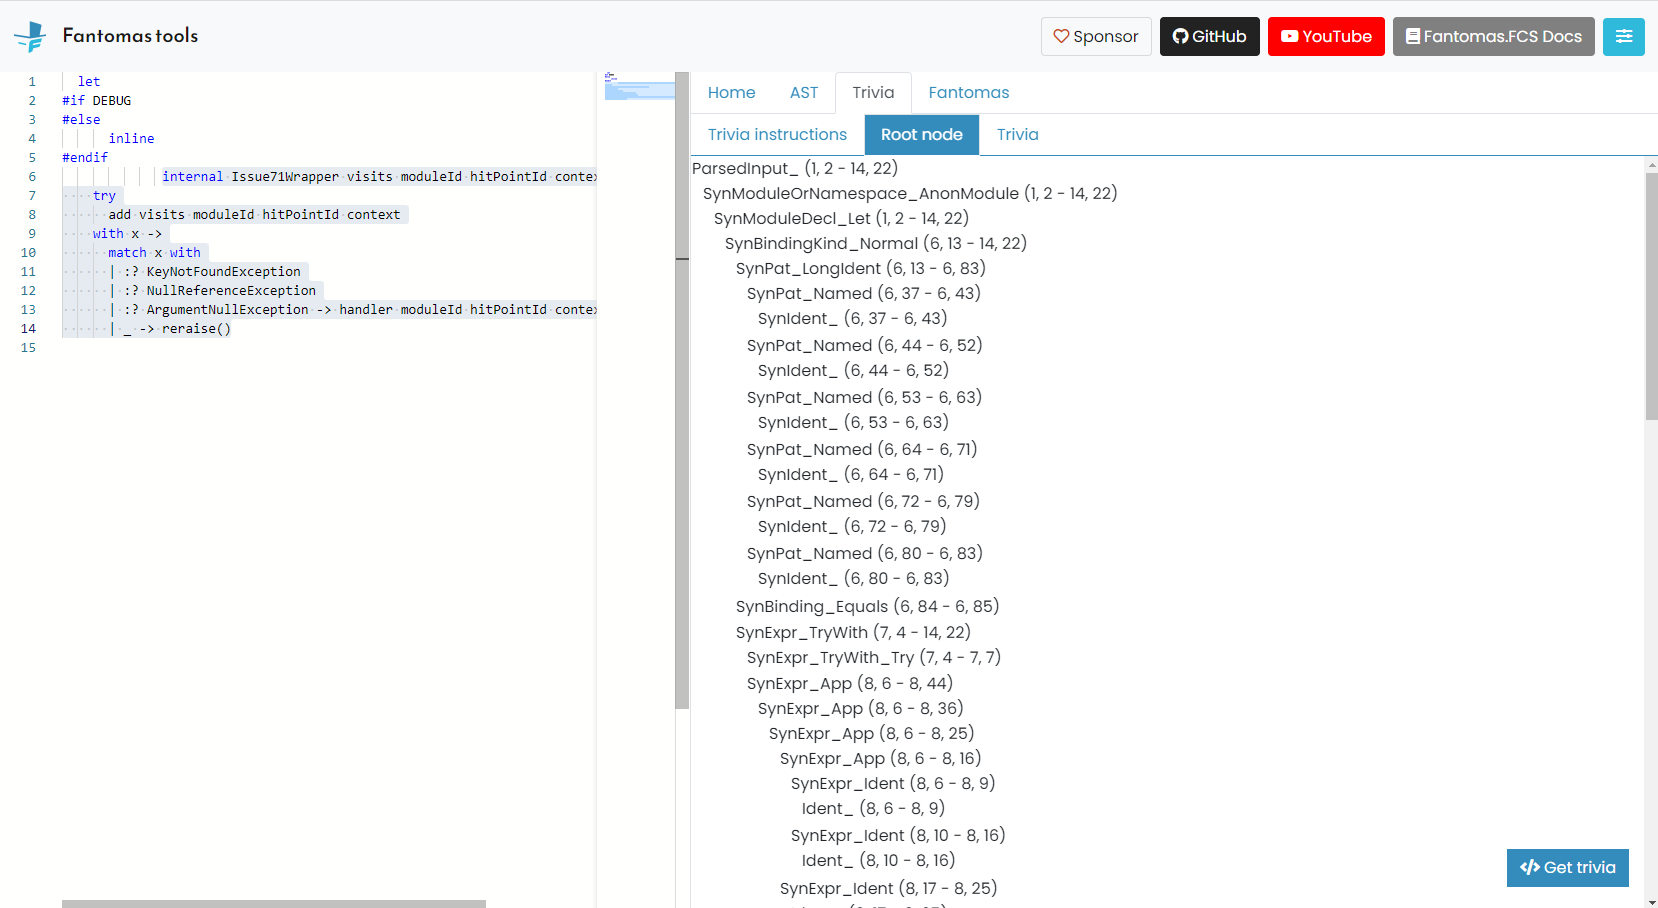 Fantomas tools
Sponsor
GitHub
YouTube
Fantomas.FCS Docs
1 let
2 #if DEBUG
3 #else
4 inline
5 #endif
6 internal Issue71Wrapper visits moduleId hitPointId contex
7 try
8 add visits moduleId hitPointId context
9 with x ->
10 match x with
11 | :? KeyNotFoundException
12 | :? NullReferenceException
13 | :? ArgumentNullException -> handler moduleId hitPointId contex
14 | _ -> reraise()
15
Home
AST
Trivia
Fantomas
Trivia instructions
Root node
Trivia
ParsedInput_ (1, 2 - 14, 22)
SynModuleOrNamespace_AnonModule (1, 2 - 14, 22)
SynModuleDecl_Let (1, 2 - 14, 22)
SynBindingKind_Normal (6, 13 - 14, 22)
SynPat_LongIdent (6, 13 - 6, 83)
SynPat_Named (6, 37 - 6, 43)
SynIdent_ (6, 37 - 6, 43)
SynPat_Named (6, 44 - 6, 52)
SynIdent_ (6, 44 - 6, 52)
SynPat_Named (6, 53 - 6, 63)
SynIdent_ (6, 53 - 6, 63)
SynPat_Named (6, 64 - 6, 71)
SynIdent_ (6, 64 - 6, 71)
SynPat_Named (6, 72 - 6, 79)
SynIdent_ (6, 72 - 6, 79)
SynPat_Named (6, 80 - 6, 83)
SynIdent_ (6, 80 - 6, 83)
SynBinding_Equals (6, 84 - 6, 85)
SynExpr_TryWith (7, 4 - 14, 22)
SynExpr_TryWith_Try (7, 4 - 7, 7)
SynExpr_App (8, 6 - 8, 44)
SynExpr_App (8, 6 - 8, 36)
SynExpr_App (8, 6 - 8, 25)
SynExpr_App (8, 6 - 8, 16)
SynExpr_Ident (8, 6 - 8, 9)
Ident_ (8, 6 - 8, 9)
SynExpr_Ident (8, 10 - 8, 16)
Ident_ (8, 10 - 8, 16)
SynExpr_Ident (8, 17 - 8, 25)
Get trivia